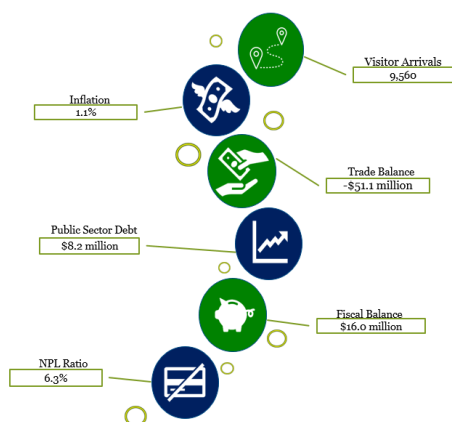 Visitor Arrivals
9,560
Inflation
1.1%
Trade Balance
-$51.1 million
Public Sector Debt
$8.2 million
Fiscal Balance
$16.0 million
NPL Ratio
6.3%